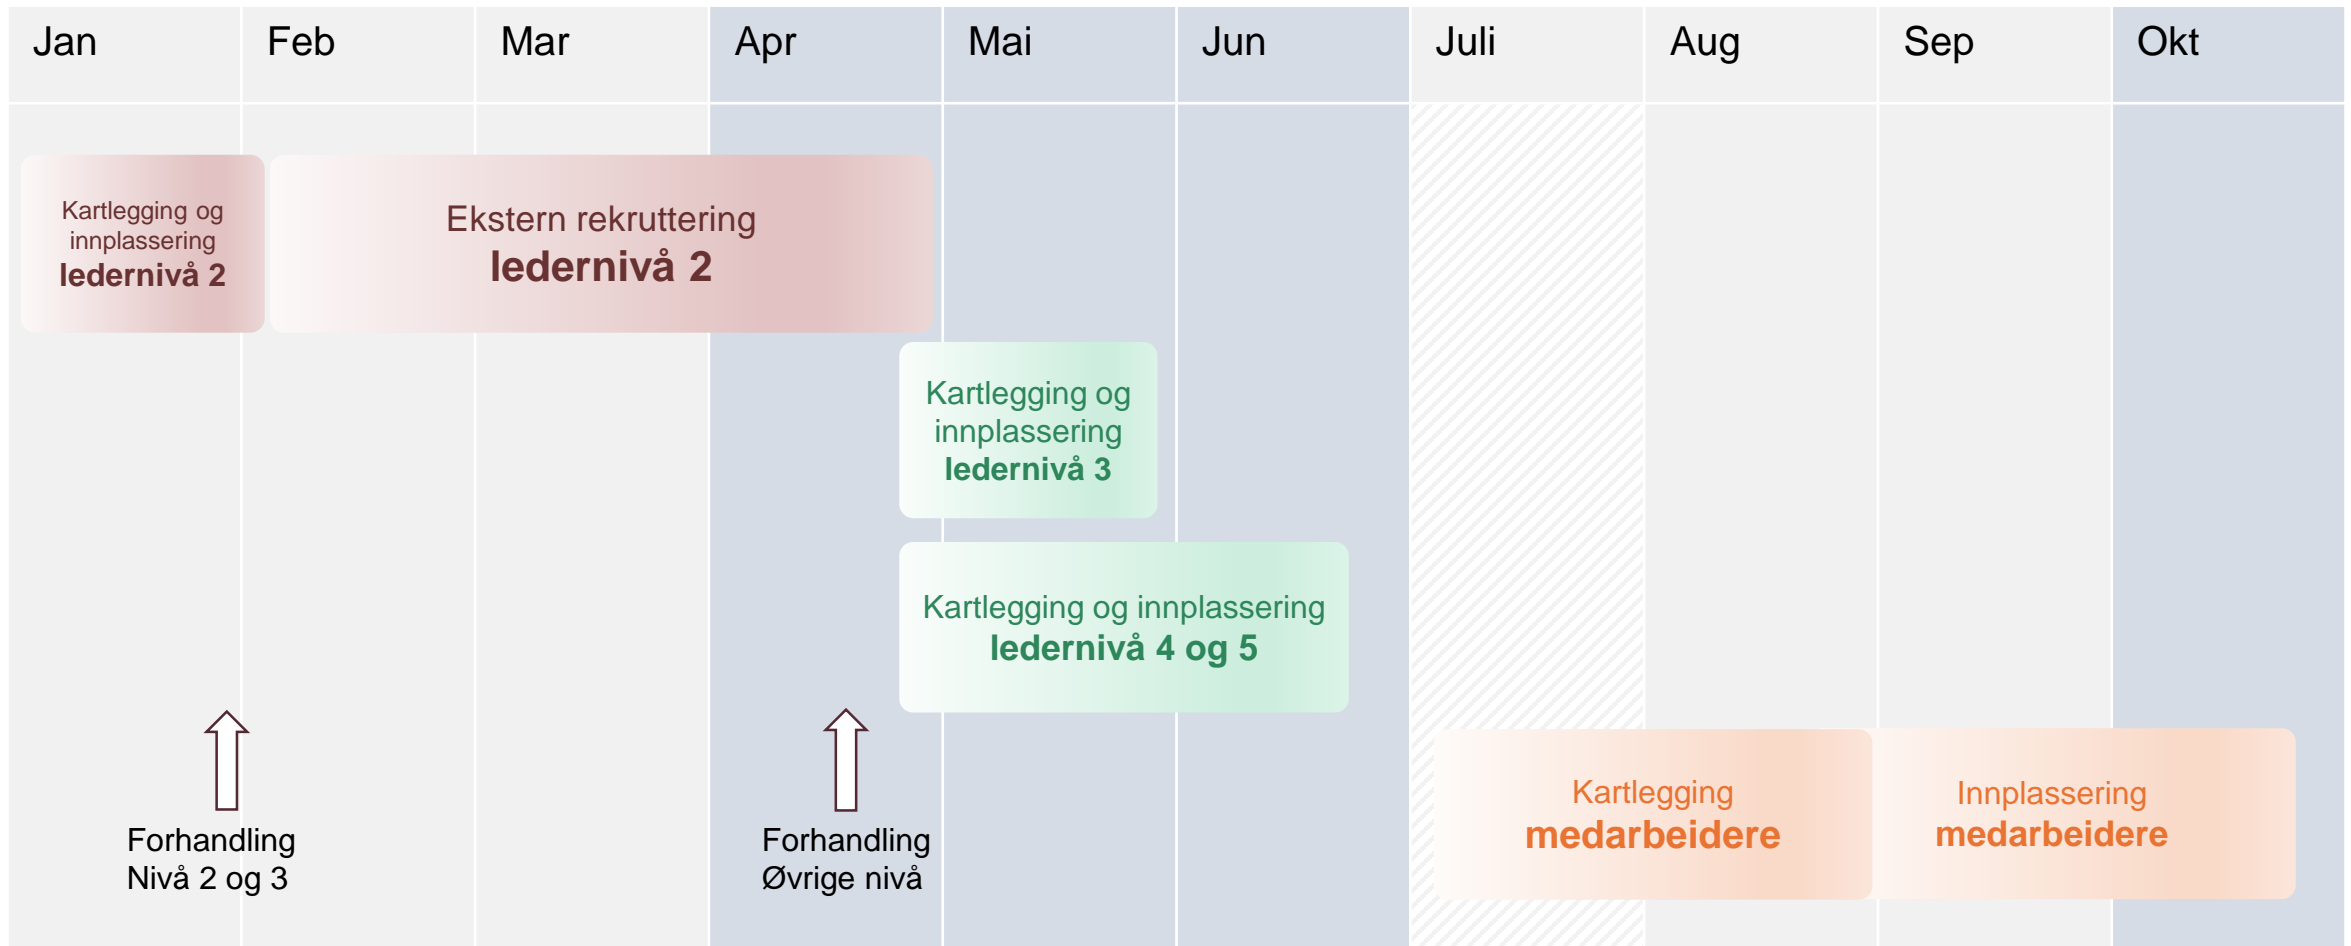 Jan
Feb
Mar
Apr
Mai
Jun
Juli
Aug
Sep
Okt
Kartlegging og
innplassering
ledernivå 2
Ekstern rekruttering
ledernivå 2
Kartlegging og
innplassering
ledernivå 3
Kartlegging og innplassering
ledernivå 4 og 5
Forhandling
Nivå 2 og 3
Forhandling
Øvrige nivå
Kartlegging
medarbeidere
Innplassering
medarbeidere